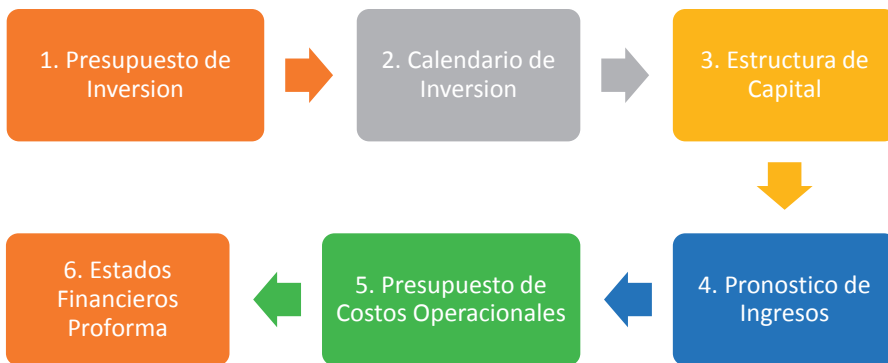 1. Presupuesto de
Inversion
2. Calendario de
Inversion
3. Estructura de
Capital
4. Pronostico de
Ingresos
5. Presupuesto de
Costos Operacionales
6. Estados
Financieros
Proforma